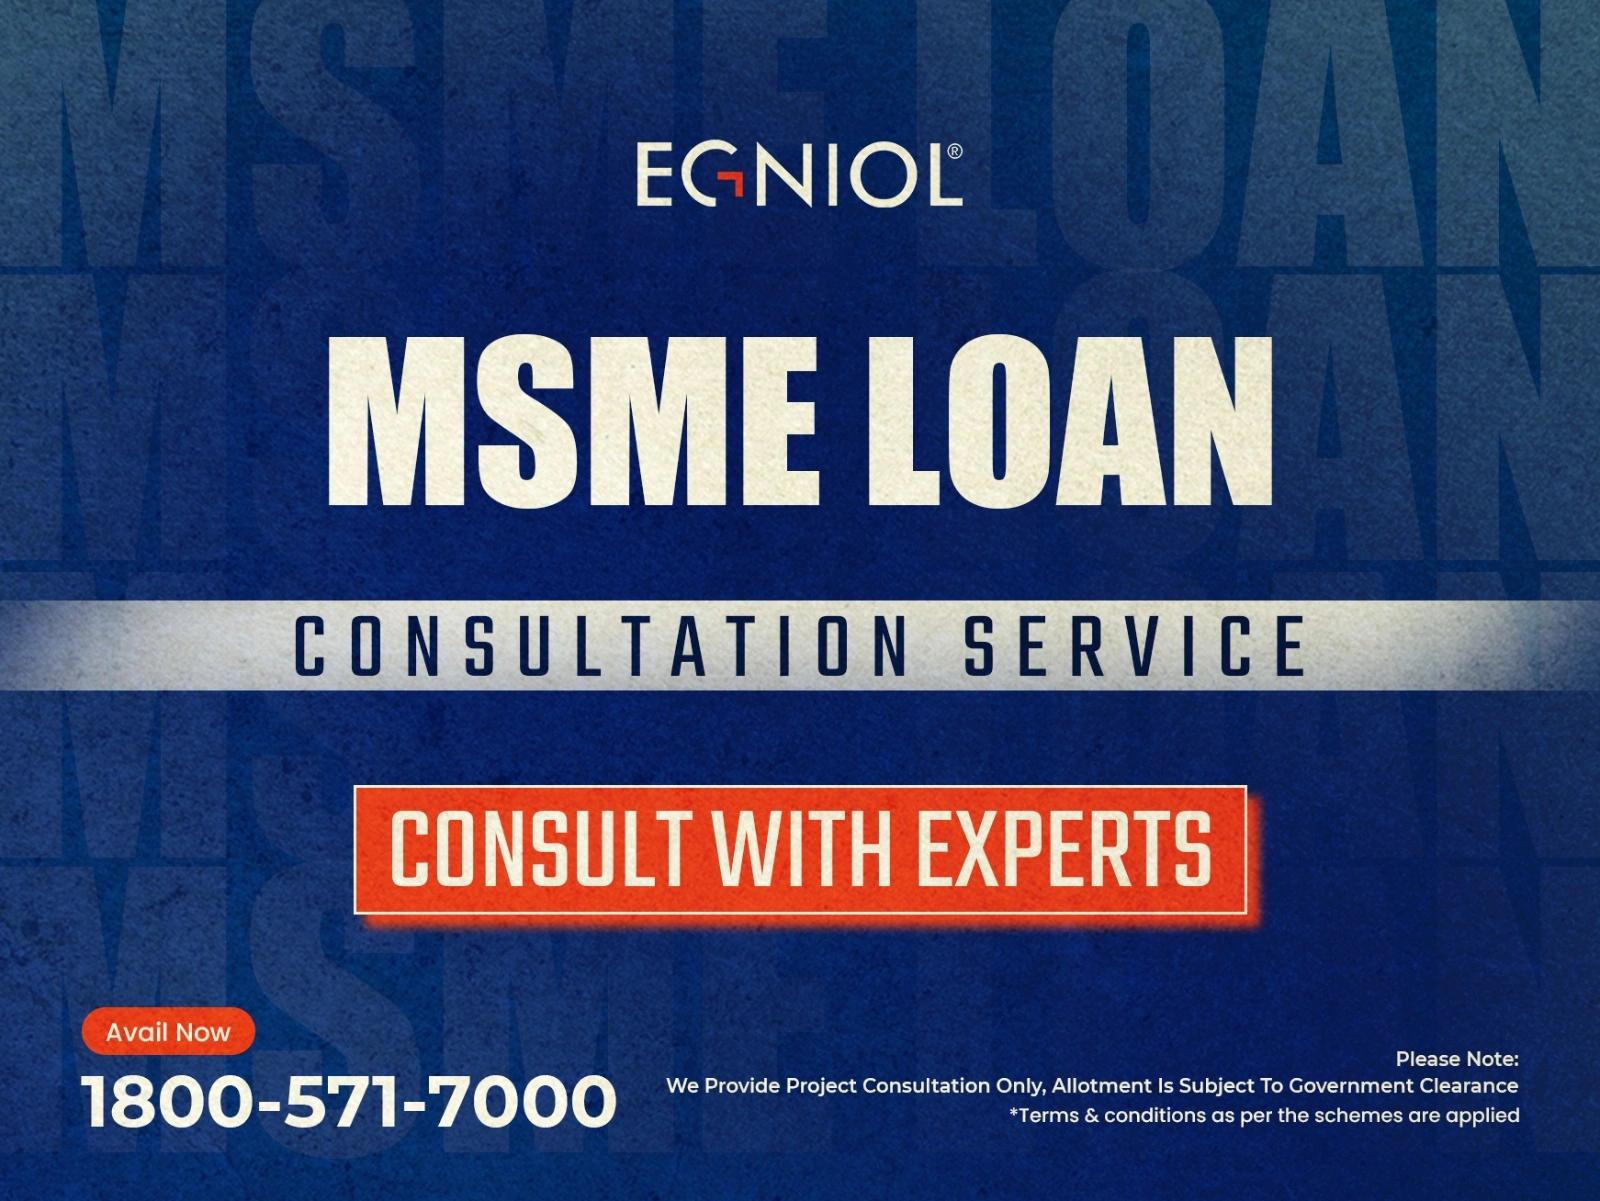 EGNIOL®
MSME LOAN
CONSULTATION SERVICE
CONSULT WITH EXPERTS
Avail Now
1800-571-7000
Please Note:
We Provide Project Consultation Only, Allotment Is Subject To Government Clearance
*Terms & conditions as per the schemes are applied